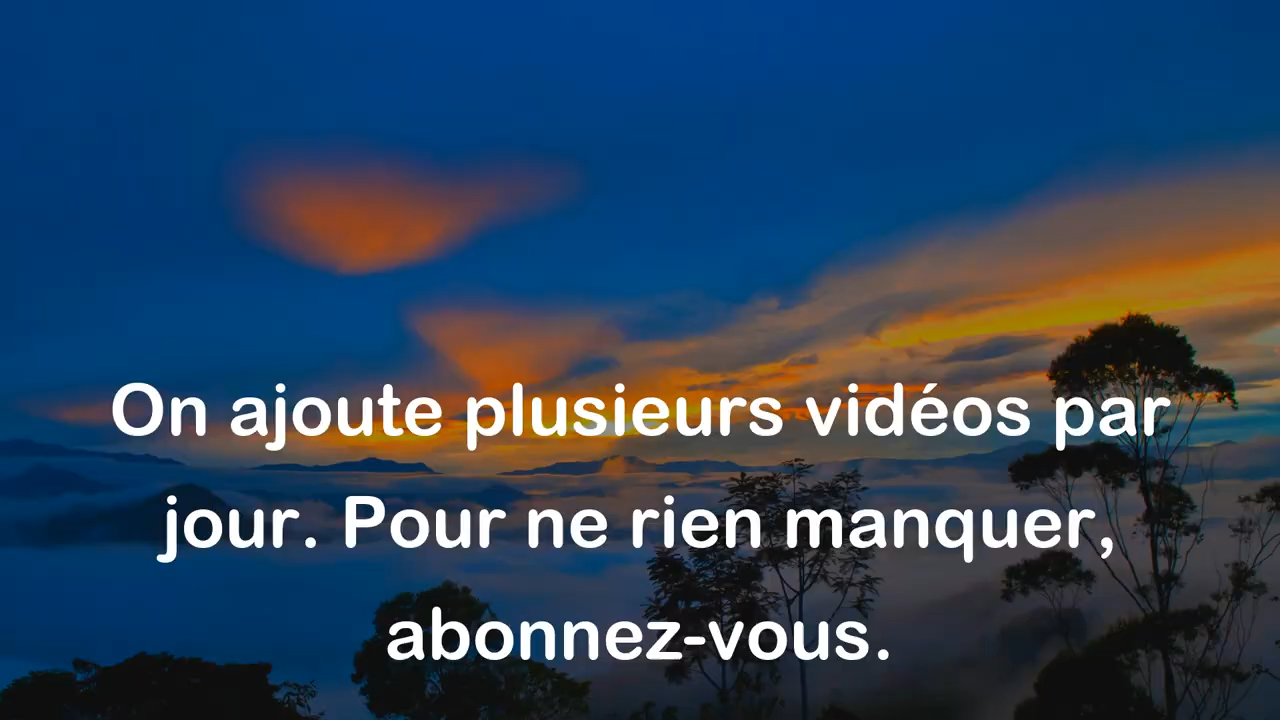 On ajoute plusieurs vidéos par
jour. Pour ne rien manquer,
abonnez-vous.